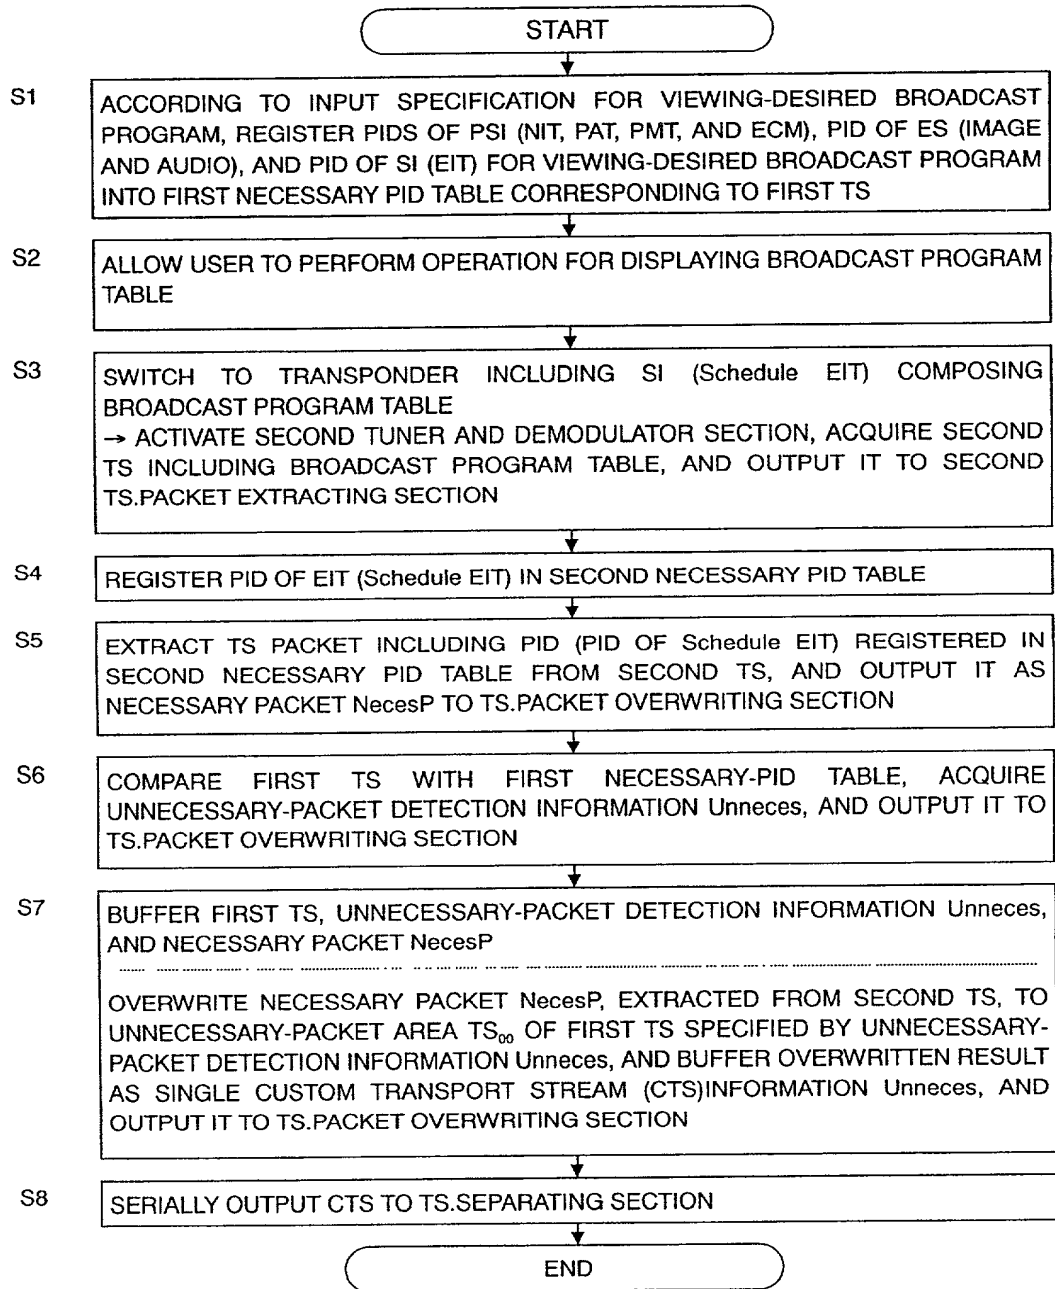 START
S1
ACCORDING TO INPUT SPECIFICATION FOR VIEWING-DESIRED BROADCAST
PROGRAM, REGISTER PIDS OF PSI (NIT, PAT, PMT, AND ECM), PID OF ES (IMAGE
AND AUDIO), AND PID OF SI (EIT) FOR VIEWING-DESIRED BROADCAST PROGRAM
INTO FIRST NECESSARY PID TABLE CORRESPONDING TO FIRST TS
S2
ALLOW USER TO PERFORM OPERATION FOR DISPLAYING BROADCAST PROGRAM
TABLE
S3
SWITCH TO TRANSPONDER INCLUDING SI (Schedule EIT) COMPOSING
BROADCAST PROGRAM TABLE
→ ACTIVATE SECOND TUNER AND DEMODULATOR SECTION, ACQUIRE SECOND
TS INCLUDING BROADCAST PROGRAM TABLE, AND OUTPUT IT TO SECOND
TS.PACKET EXTRACTING SECTION
S4
REGISTER PID OF EIT (Schedule EIT) IN SECOND NECESSARY PID TABLE
S5
EXTRACT TS PACKET INCLUDING PID (PID OF Schedule EIT) REGISTERED IN
SECOND NECESSARY PID TABLE FROM SECOND TS, AND OUTPUT IT AS
NECESSARY PACKET NecesP TO TS.PACKET OVERWRITING SECTION
S6
COMPARE FIRST TS WITH FIRST NECESSARY-PID TABLE, ACQUIRE
UNNECESSARY-PACKET DETECTION INFORMATION Unneces, AND OUTPUT IT TO
TS.PACKET OVERWRITING SECTION
S7
BUFFER FIRST TS, UNNECESSARY-PACKET DETECTION INFORMATION Unneces,
AND NECESSARY PACKET NecesP
OVERWRITE NECESSARY PACKET NecesP, EXTRACTED FROM SECOND TS, TO
UNNECESSARY-PACKET AREA TS₀₀ OF FIRST TS SPECIFIED BY UNNECESSARY-
PACKET DETECTION INFORMATION Unneces, AND BUFFER OVERWRITTEN RESULT
AS SINGLE CUSTOM TRANSPORT STREAM (CTS)INFORMATION Unneces, AND
OUTPUT IT TO TS.PACKET OVERWRITING SECTION
S8
SERIALLY OUTPUT CTS TO TS.SEPARATING SECTION
END